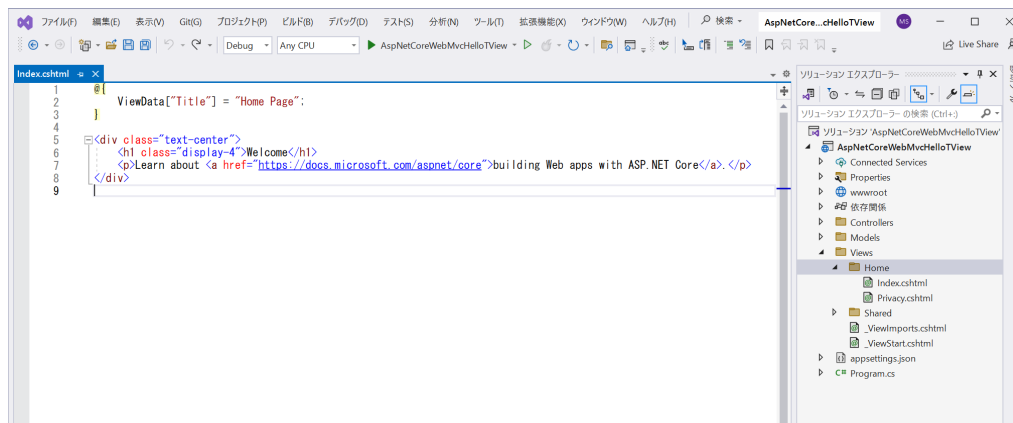 ファイル(F) 編集(E) 表示(V) Git(G) プロジェクト(P) ビルド(B) デバッグ(D) テスト(S) 分析(N) ツール(T) 拡張機能(X) ウィンドウ(W) ヘルプ(H) 検索 AspNetCore...cHelloTView MS
Debug Any CPU AspNetCoreWebMvcHelloTView abc Live Share
Index.cshtml
1 @{
2 ViewData["Title"] = "Home Page";
3 }
4
5 <div class="text-center">
6 <h1 class="display-4">Welcome</h1>
7 <p>Learn about <a href="https://docs.microsoft.com/aspnet/core">building Web apps with ASP.NET Core</a>.</p>
8 </div>
9
ソリューション エクスプローラー
ソリューション エクスプローラー の検索 (Ctrl+:)
ソリューション 'AspNetCoreWebMvcHelloTView'
AspNetCoreWebMvcHelloTView
Connected Services
Properties
wwwroot
依存関係
Controllers
Models
Views
Home
Index.cshtml
Privacy.cshtml
Shared
_ViewImports.cshtml
_ViewStart.cshtml
appsettings.json
C# Program.cs